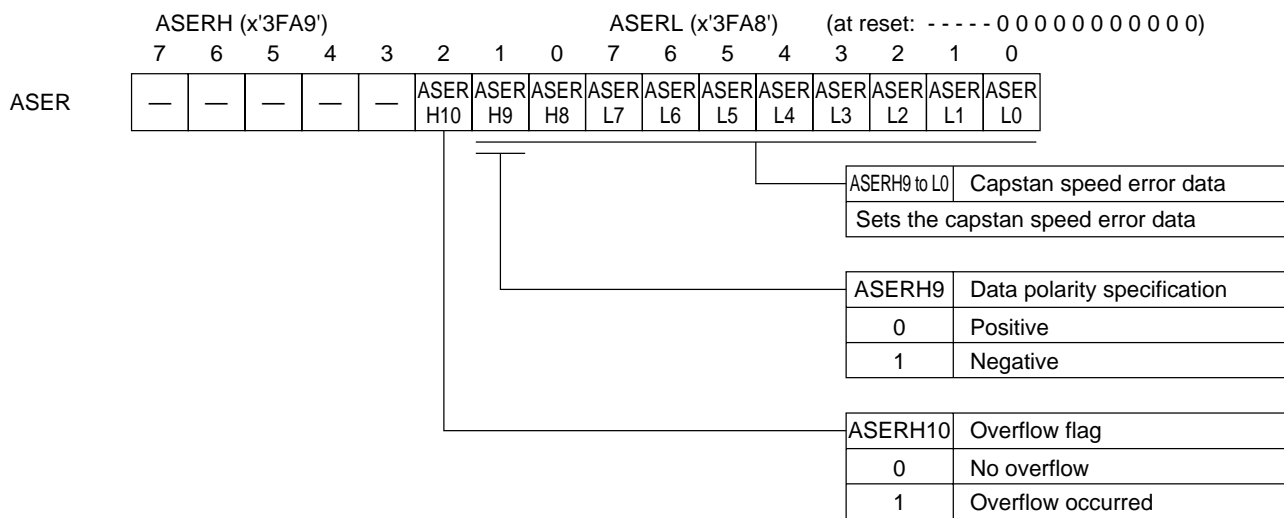 ASERH (x'3FA9') ASERL (x'3FA8') (at reset: - - - - - 0 0 0 0 0 0 0 0 0 0 0)
7 6 5 4 3 2 1 0 7 6 5 4 3 2 1 0
ASER — — — — — ASER H10 ASER H9 ASER H8 ASER L7 ASER L6 ASER L5 ASER L4 ASER L3 ASER L2 ASER L1 ASER L0
ASERH9 to L0 Capstan speed error data
Sets the capstan speed error data
ASERH9 Data polarity specification
0 Positive
1 Negative
ASERH10 Overflow flag
0 No overflow
1 Overflow occurred